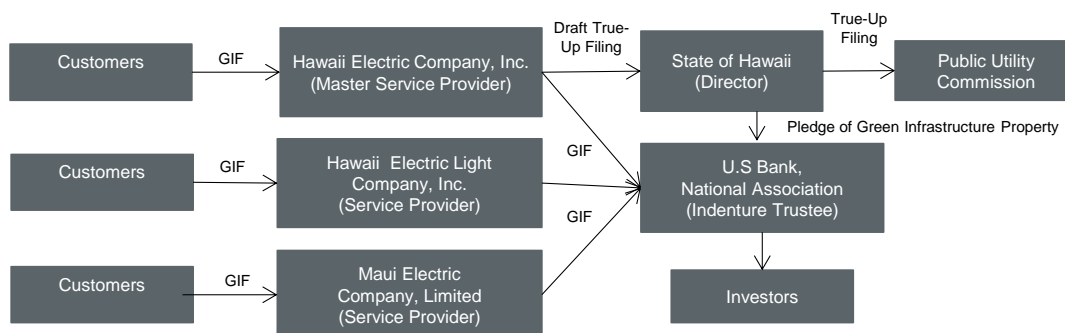 Customers
GIF
Hawaii Electric Company, Inc.
(Master Service Provider)
Draft True-
Up Filing
State of Hawaii
(Director)
True-Up
Filing
Public Utility
Commission
Pledge of Green Infrastructure Property
Customers
GIF
Hawaii Electric Light
Company, Inc.
(Service Provider)
GIF
GIF
U.S Bank,
National Association
(Indenture Trustee)
Customers
GIF
Maui Electric
Company, Limited
(Service Provider)
Investors